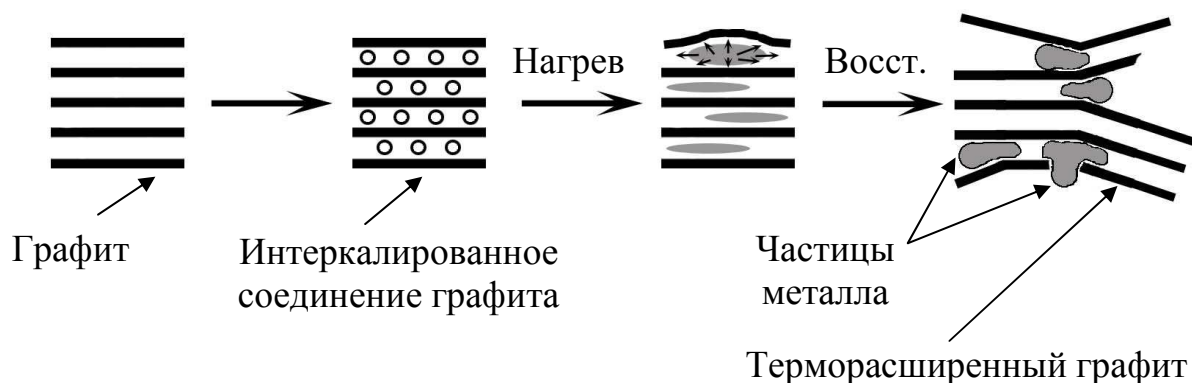 Нагрев
Восст.
Графит
Интеркалированное
соединение графита
Частицы
металла
Терморасширенный графит